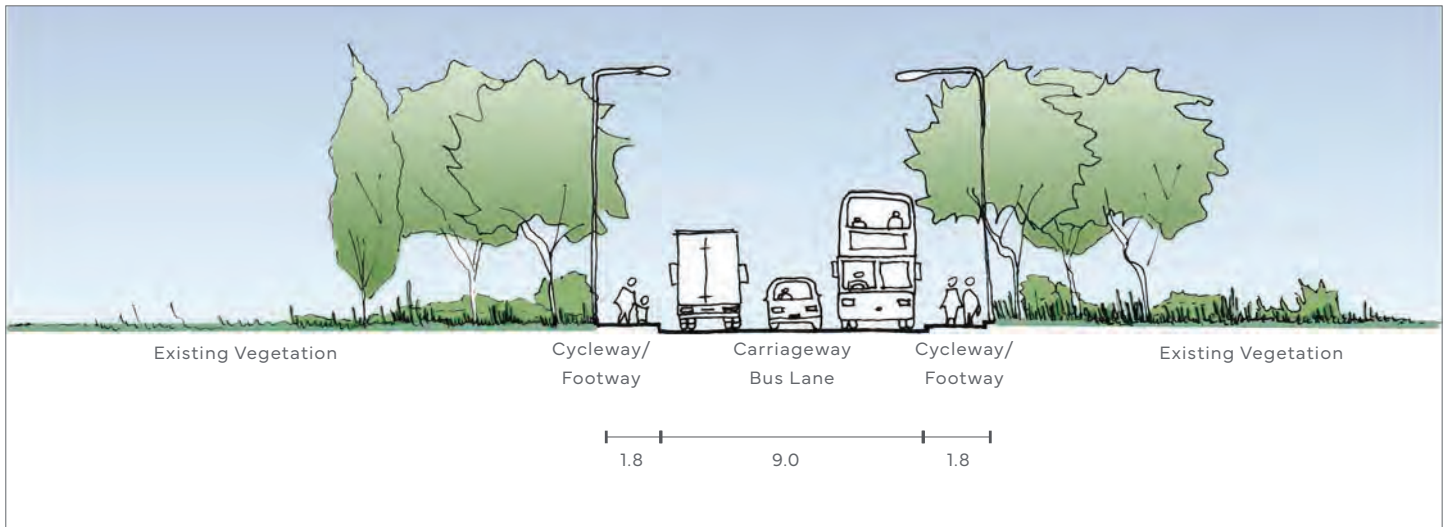 Existing Vegetation
Cycleway/
Footway
Carriageway
Bus Lane
Cycleway/
Footway
Existing Vegetation
1.8
9.0
1.8